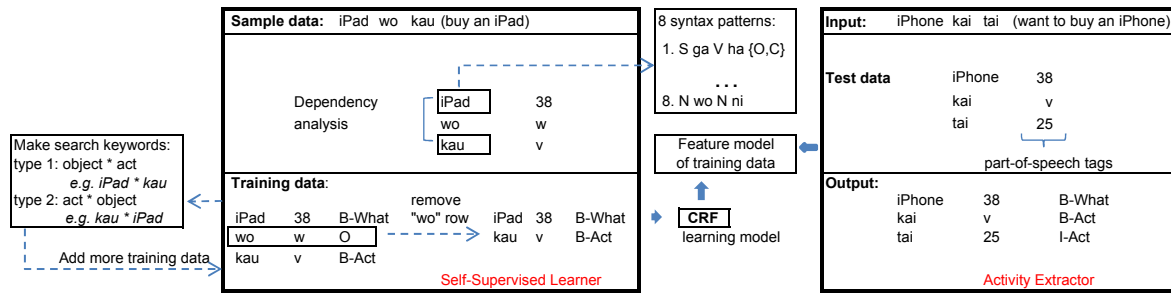 Make search keywords:
type 1: object * act
e.g. iPad * kau
type 2: act * object
e.g. kau * iPad
Add more training data
Sample data: iPad wo kau (buy an iPad)
Dependency
analysis
iPad 38
wo w
kau v
Training data:
iPad 38 B-What
wo w O
kau v B-Act
remove
"wo" row
iPad 38 B-What
kau v B-Act
Self-Supervised Learner
8 syntax patterns:
1. S ga V ha {O,C}
...
8. N wo N ni
Feature model
of training data
CRF
learning model
Input: iPhone kai tai (want to buy an iPhone)
Test data
iPhone 38
kai v
tai 25
part-of-speech tags
Output:
iPhone 38 B-What
kai v B-Act
tai 25 I-Act
Activity Extractor